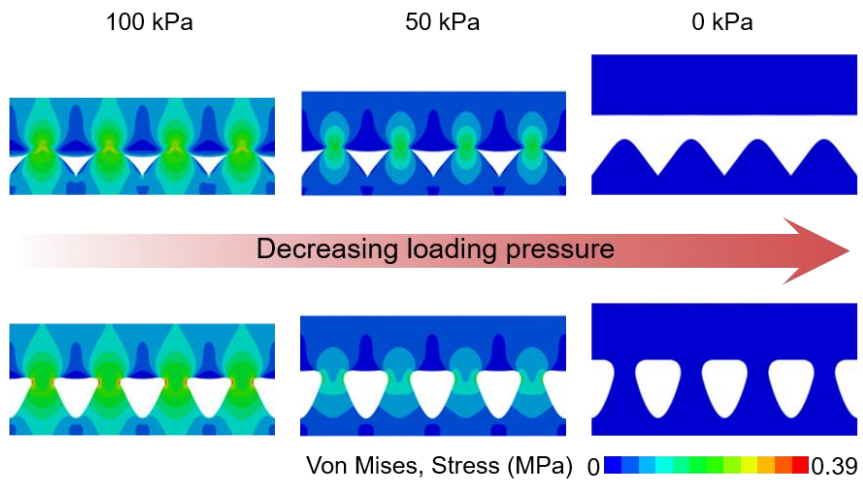 100 kPa
50 kPa
0 kPa
Decreasing loading pressure
Von Mises, Stress (MPa) 0 0.39